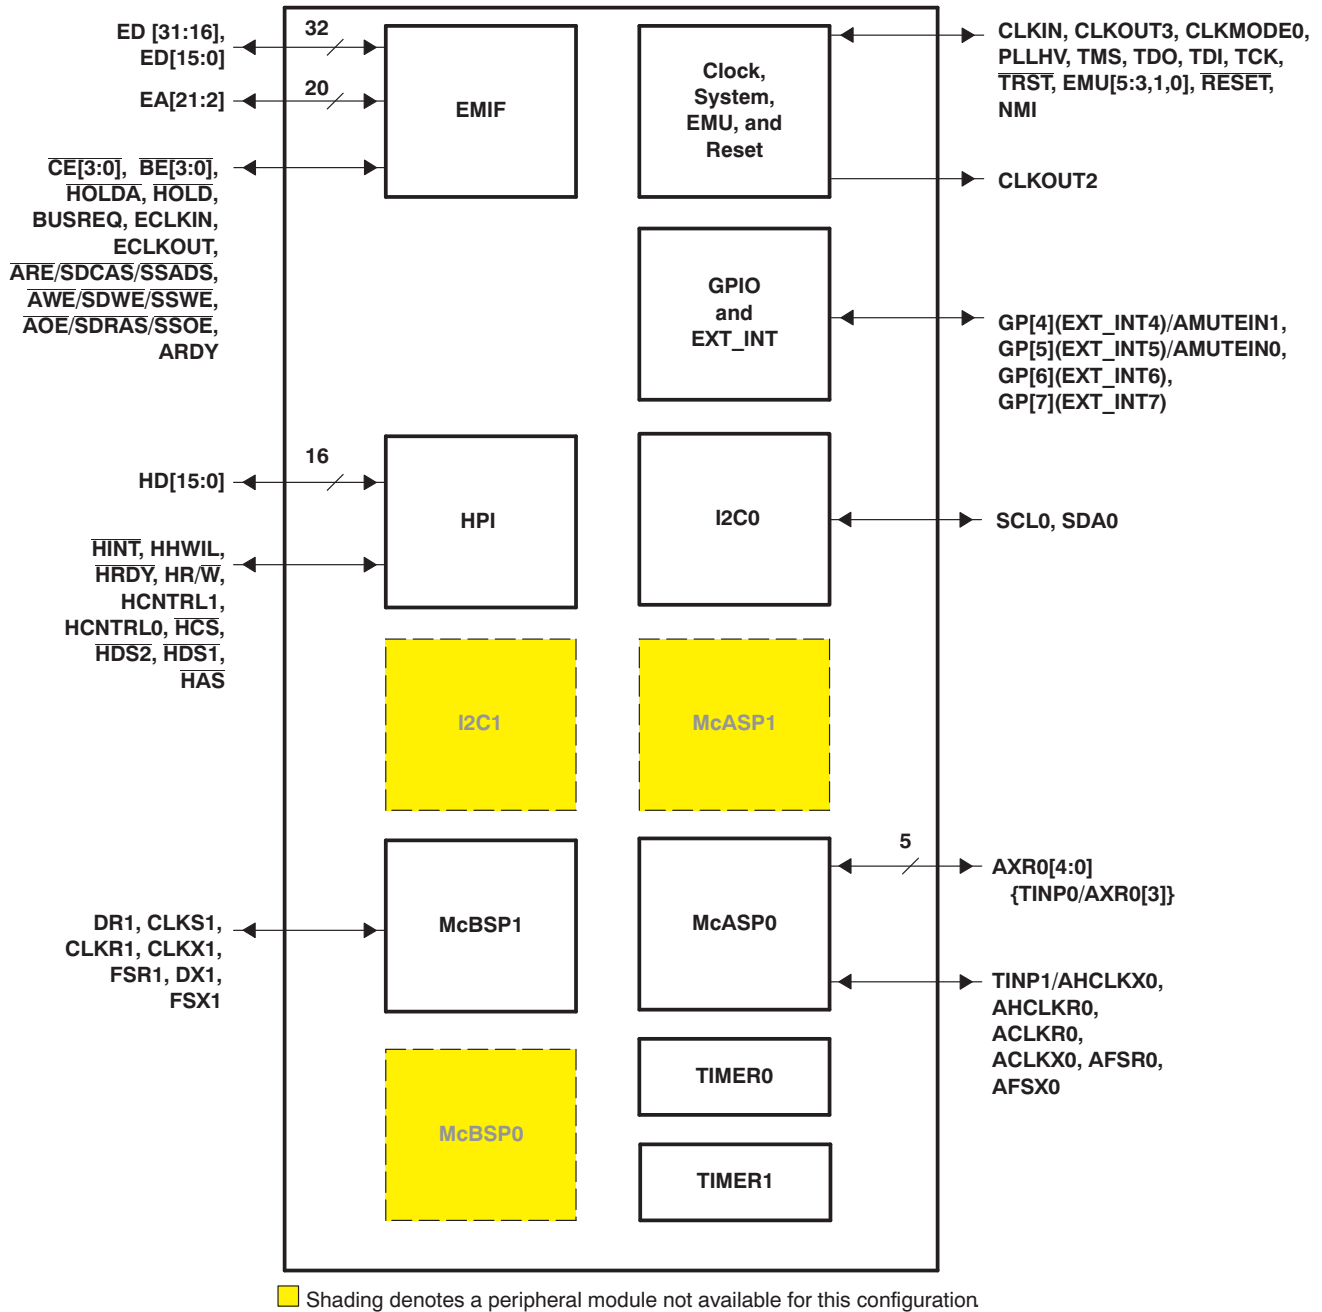 ED [31:16],
ED[15:0]
32
EA[21:2]
20
EMIF
CE[3:0], BE[3:0],
HOLDA, HOLD,
BUSREQ, ECLKIN,
ECLKOUT,
ARE/SDCAS/SSADS,
AWE/SDWE/SSWE,
AOE/SDRAS/SSOE,
ARDY
Clock,
System,
EMU, and
Reset
CLKIN, CLKOUT3, CLKMODE0,
PLLHV, TMS, TDO, TDI, TCK,
TRST, EMU[5:3,1,0], RESET,
NMI
CLKOUT2
GPIO
and
EXT_INT
GP[4](EXT_INT4)/AMUTEIN1,
GP[5](EXT_INT5)/AMUTEIN0,
GP[6](EXT_INT6),
GP[7](EXT_INT7)
HD[15:0]
16
HPI
HINT, HHWIL,
HRDY, HR/W,
HCNTRL1,
HCNTRL0, HCS,
HDS2, HDS1,
HAS
I2C0
SCL0, SDA0
I2C1
McASP1
DR1, CLKS1,
CLKR1, CLKX1,
FSR1, DX1,
FSX1
McBSP1
McASP0
5
AXR0[4:0]
{TINP0/AXR0[3]}
TINP1/AHCLKX0,
AHCLKR0,
ACLKR0,
ACLKX0, AFSR0,
AFSX0
McBSP0
TIMER0
TIMER1
Shading denotes a peripheral module not available for this configuration.